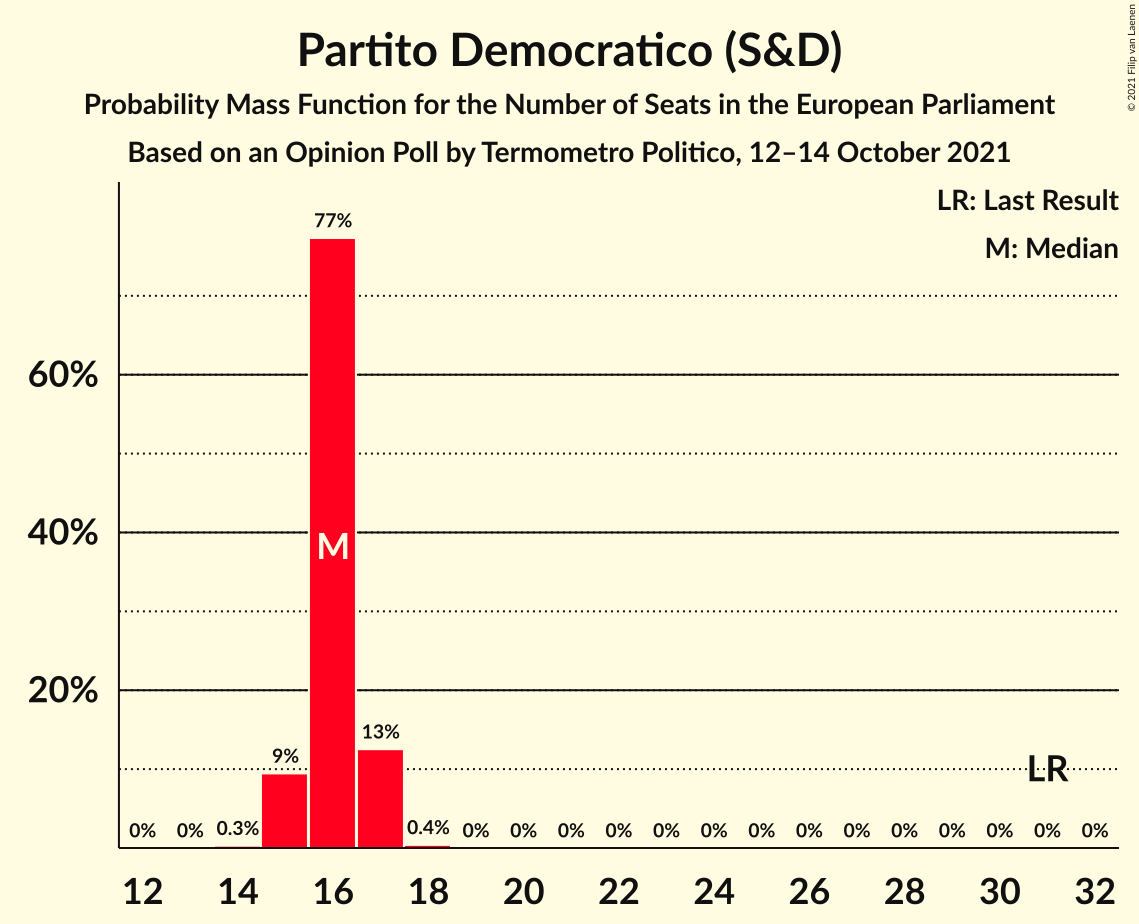 Partito Democratico (S&D)
Probability Mass Function for the Number of Seats in the European Parliament
Based on an Opinion Poll by Termometro Politico, 12–14 October 2021
© 2021 Filip van Laenen
LR: Last Result
M: Median
77%
60%
40%
M
20%
13%
9%
LR
0% 0% 0.3% 0.4% 0% 0% 0% 0% 0% 0% 0% 0% 0% 0% 0% 0% 0% 0%
12 14 16 18 20 22 24 26 28 30 32